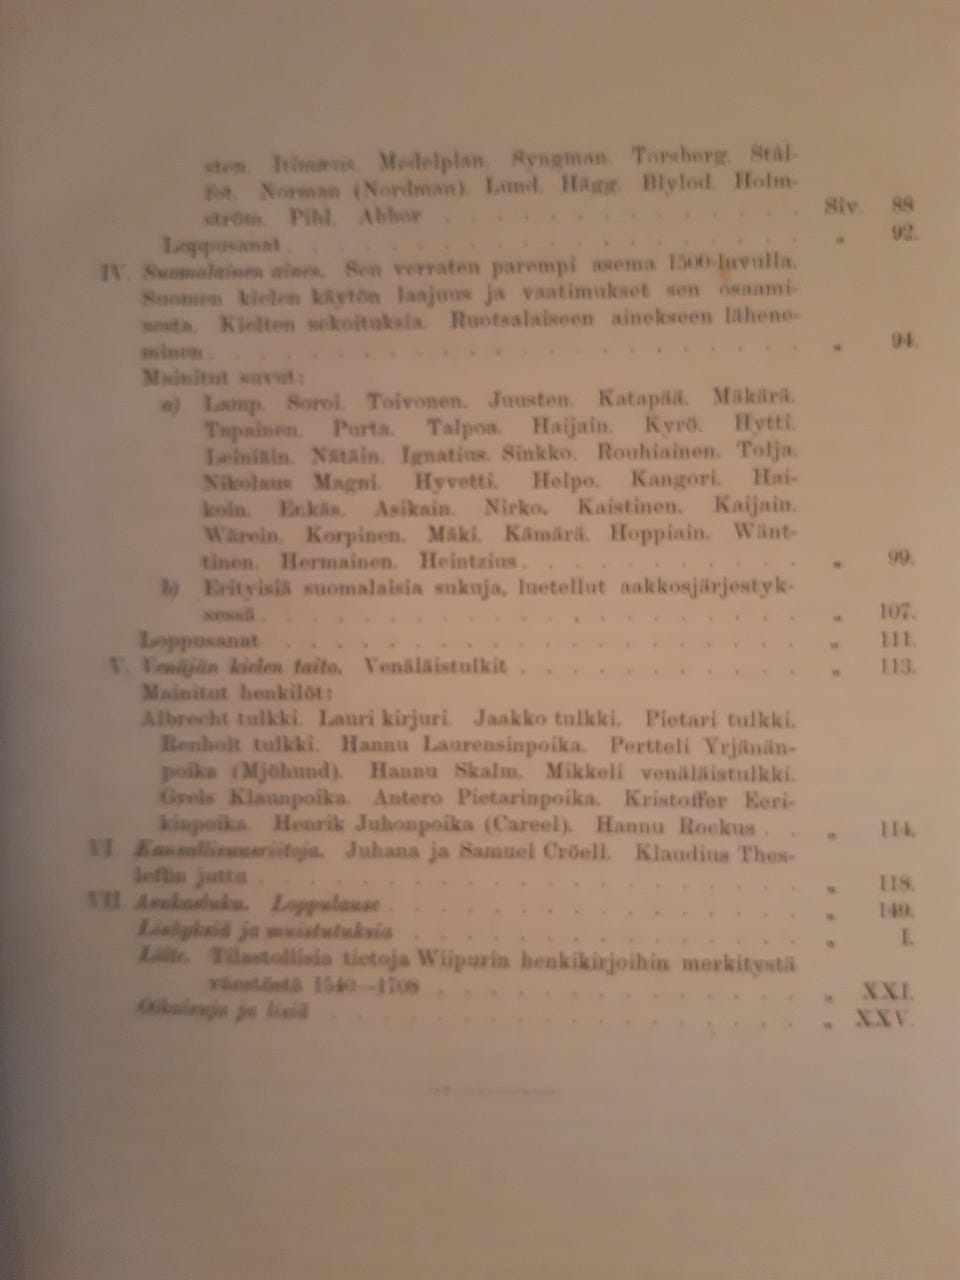 sten. Itimæus. Medelplan. Syngman. Torsberg. Stål-
fot. Norman (Nordman). Lund. Hägg. Blylod. Holm-
ström. Pihl. Abbor . . . . . . . . . . . . . Siv. 88
Loppusanat . . . . . . . . . . . . . . . . . „ 92.
IV. Suomalainen aines. Sen verraten parempi asema 1500-luvulla.
Suomen kielen käytön laajuus ja vaatimukset sen osaami-
sesta. Kielten sekoituksia. Ruotsalaiseen ainekseen lähene-
minen . . . . . . . . . . . . . . . . . . . „ 94.
Mainitut suvut:
a) Lamp. Soroi. Toivonen. Juusten. Katapää. Mäkärä.
Tapainen. Purta. Talpoa. Haijain. Kyrö. Hytti.
Leiniäin. Nätäin. Ignatius. Sinkko. Rouhiainen. Tolja.
Nikolaus Magni. Hyvetti. Helpo. Kangori. Hai-
koin. Enkäs. Asikain. Nirko. Kaistinen. Kaijain.
Wärein. Korpinen. Mäki. Kämärä. Hoppiain. Wänt-
tinen. Hermainen. Heintzius . . . . . . . . . . „ 99.
b) Erityisiä suomalaisia sukuja, luetellut aakkosjärjestyk-
sessä . . . . . . . . . . . . . . . . . . „ 107.
Loppusanat . . . . . . . . . . . . . . . . . „ 111.
V. Venäjän kielen taito. Venäläistulkit . . . . . . . . . . „ 113.
Mainitut henkilöt:
Albrecht tulkki. Lauri kirjuri. Jaakko tulkki. Pietari tulkki.
Renholt tulkki. Hannu Laurensinpoika. Pertteli Yrjänän-
poika (Mjöhund). Hannu Skalm. Mikkeli venäläistulkki.
Greis Klaunpoika. Antero Pietarinpoika. Kristoffer Eeri-
kinpoika. Henrik Juhonpoika (Careel). Hannu Rockus . . „ 114.
VI. Kansallisuusriitoja. Juhana ja Samuel Cröell. Klaudius Thes-
leffin juttu . . . . . . . . . . . . . . . . . „ 118.
VII. Asukasluku. Loppulause . . . . . . . . . . . . . „ 149.
Lisäyksiä ja muistutuksia . . . . . . . . . . . . . „ I.
Liite. Tilastollisia tietoja Wiipurin henkikirjoihin merkitystä
väestöstä 1540—1708 . . . . . . . . . . . . . „ XXI.
Oikaisuja ja lisiä . . . . . . . . . . . . . . . „ XXV.